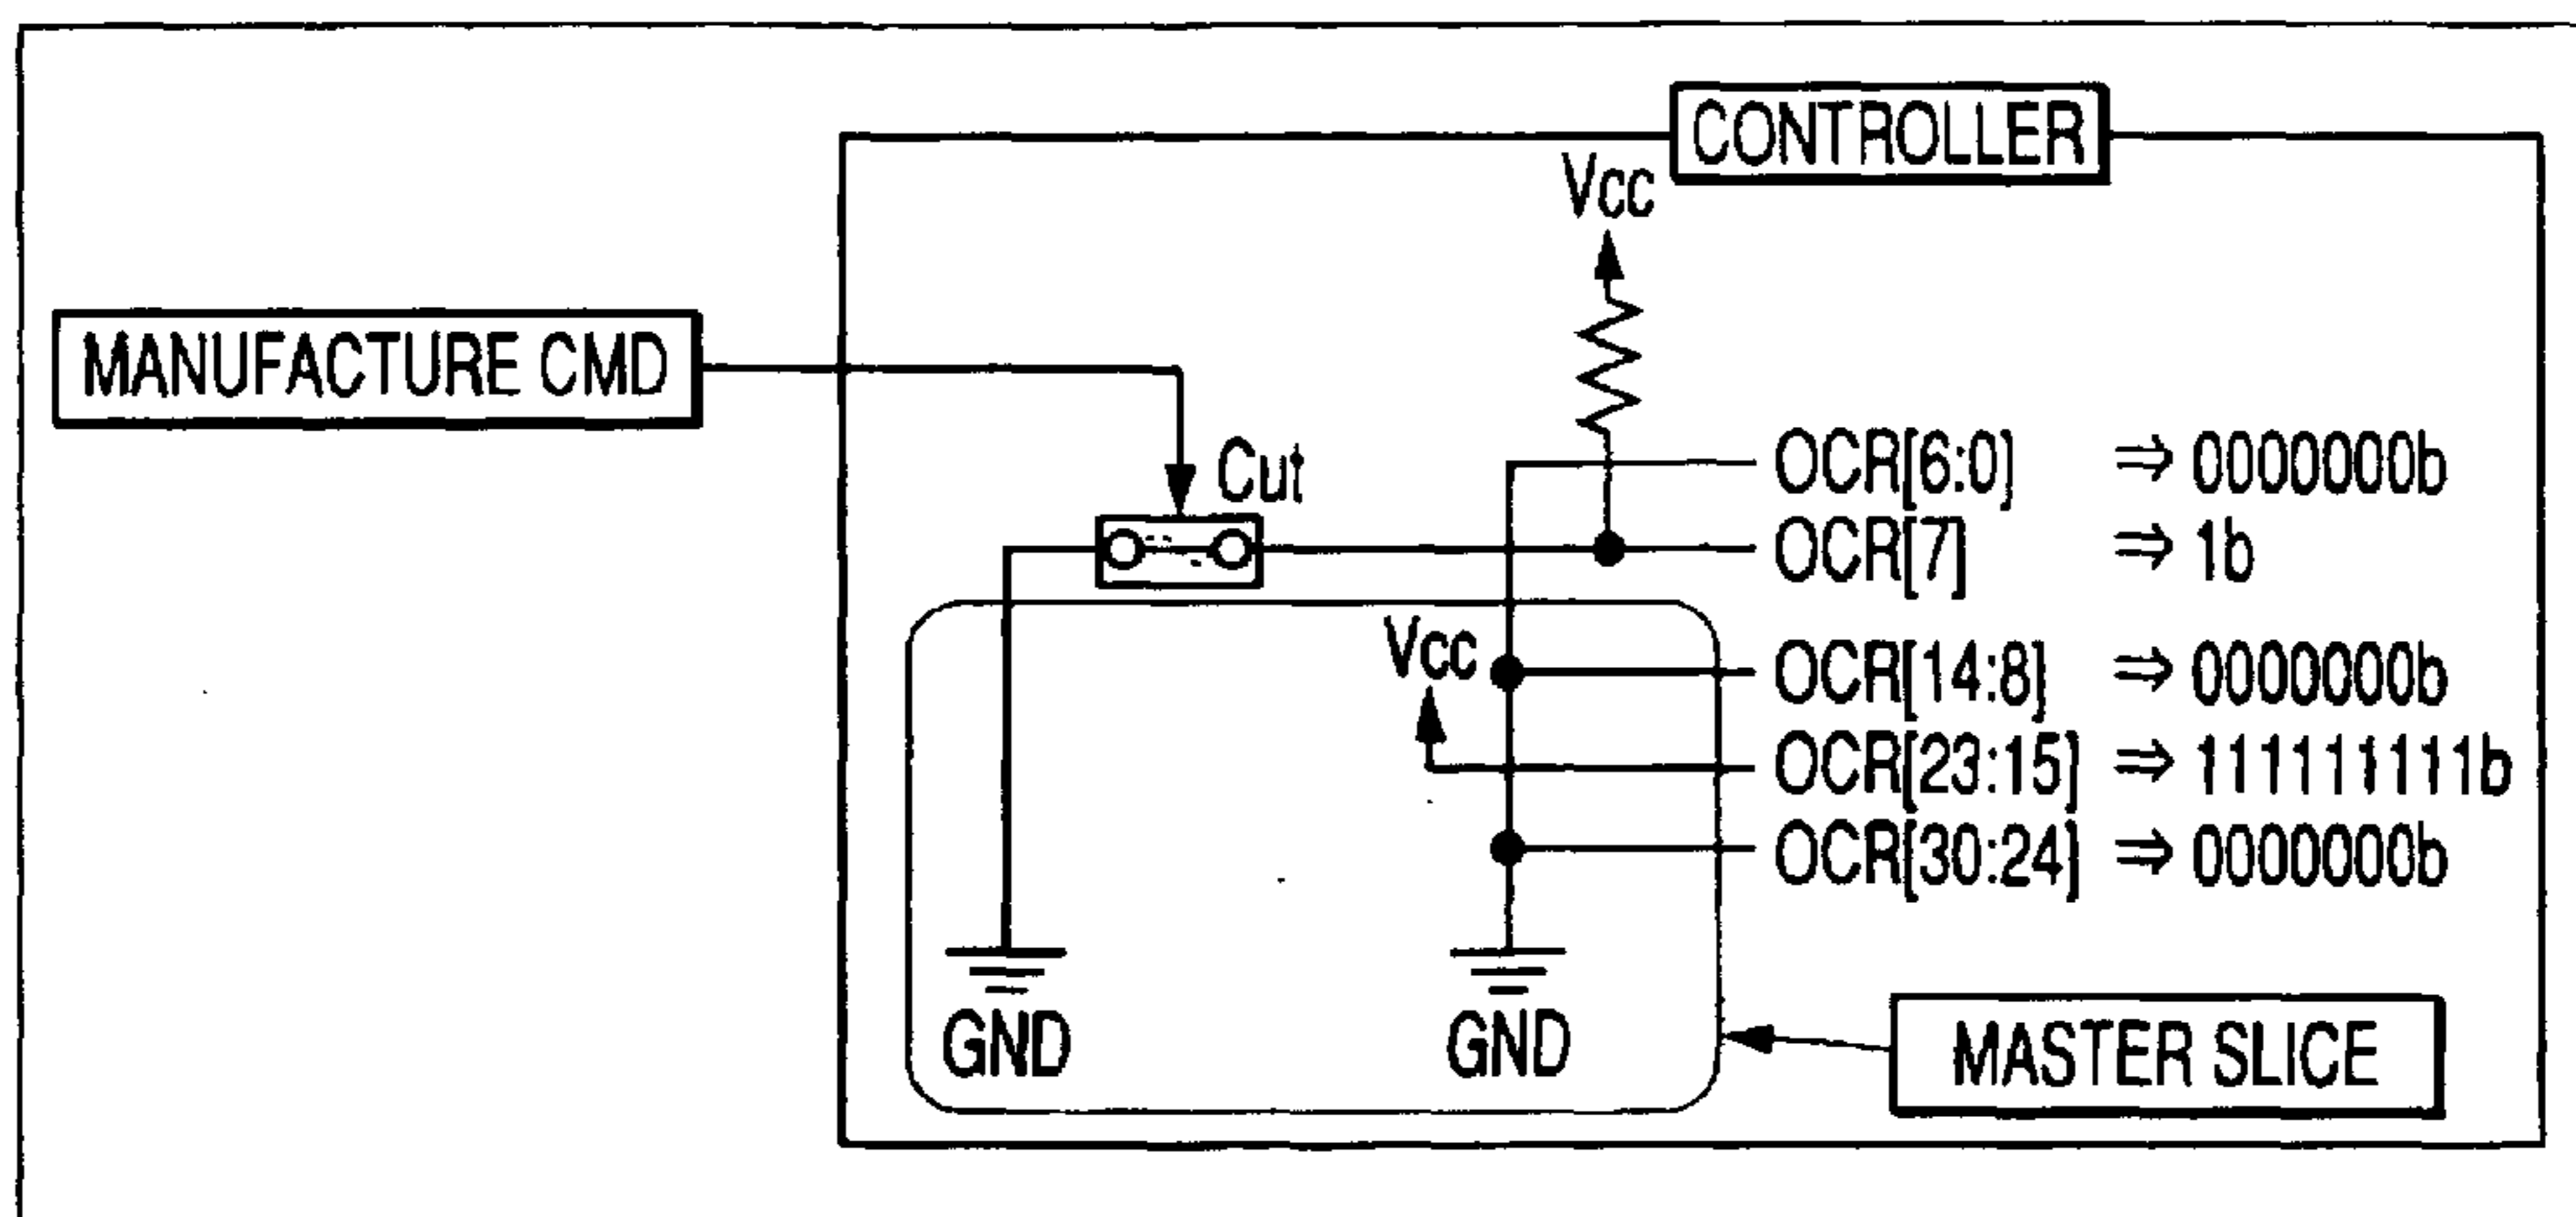 CONTROLLER
Vcc
MANUFACTURE CMD
Cut
OCR[6:0] ⇒ 0000000b
OCR[7] ⇒ 1b
Vcc
OCR[14:8] ⇒ 0000000b
OCR[23:15] ⇒ 111111111b
OCR[30:24] ⇒ 0000000b
GND
GND
MASTER SLICE